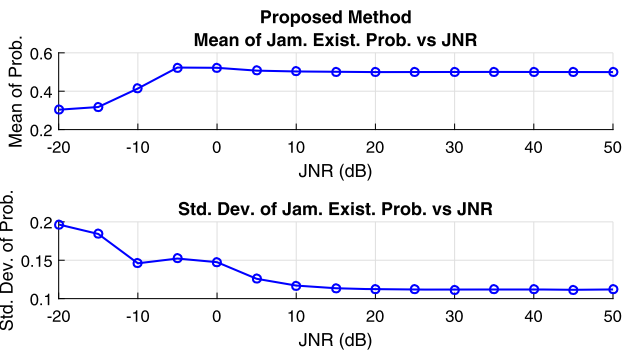 Proposed Method
Mean of Jam. Exist. Prob. vs JNR
Mean of Prob.
0.6
0.4
0.2
-20 -10 0 10 20 30 40 50
JNR (dB)
Std. Dev. of Jam. Exist. Prob. vs JNR
Std. Dev. of Prob.
0.2
0.15
0.1
-20 -10 0 10 20 30 40 50
JNR (dB)